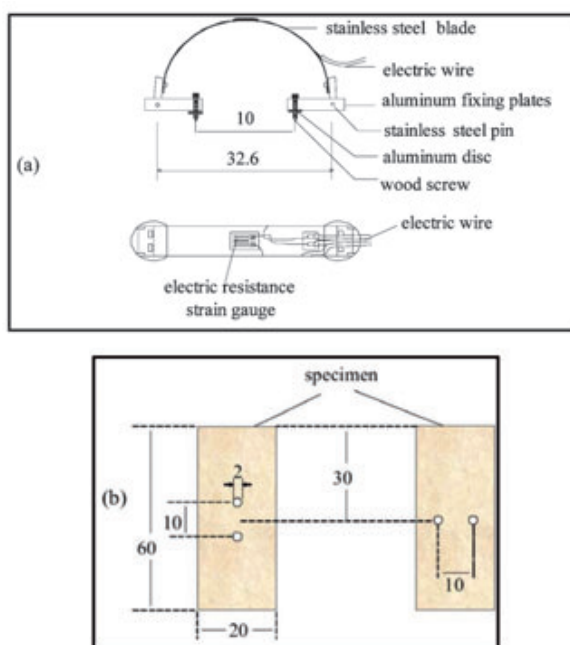 stainless steel blade
electric wire
aluminum fixing plates
stainless steel pin
aluminum disc
wood screw
10
32.6
(a)
electric wire
electric resistance
strain gauge
specimen
2
30
(b)
10
60
10
20